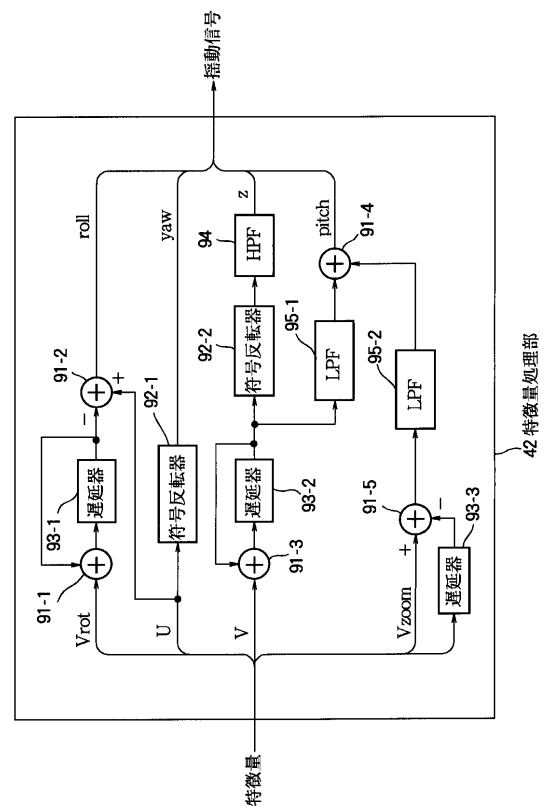 特徴量
Vrot
91-1
93-1
遅延器
91-2
−
+
roll
U
92-1
符号反転器
yaw
V
91-3
遅延器
93-2
92-2
符号反転器
94
HPF
z
95-1
LPF
91-4
pitch
Vzoom
+
91-5
−
95-2
LPF
遅延器
93-3
揺動信号
42 特徴量処理部